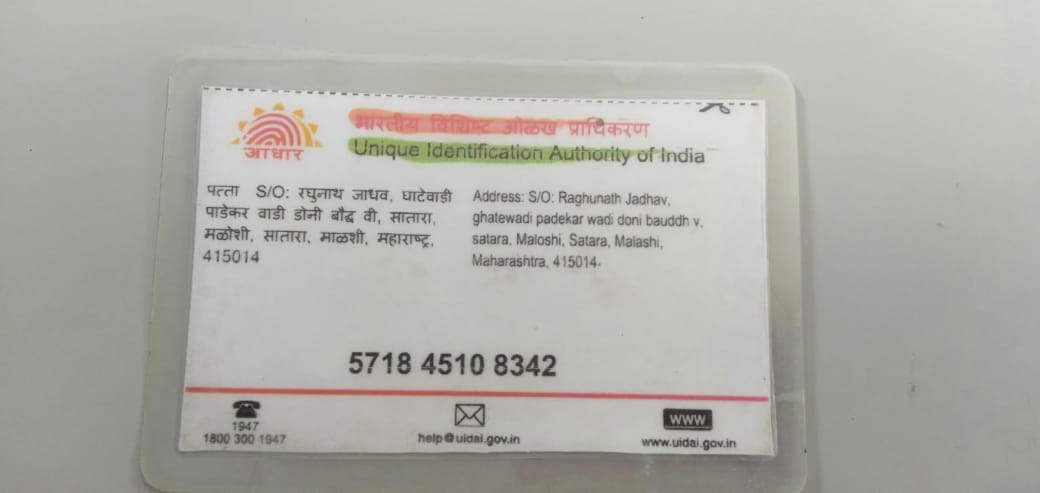 भारतीय विशिष्ट ओळख प्राधिकरण
Unique Identification Authority of India
आधार
पत्ता S/O: रघुनाथ जाधव, घाटेवाडी
पाडेकर वाडी डोनी बौद्ध वी, सातारा,
मळोशी, सातारा, माळशी, महाराष्ट्र,
415014
Address: S/O: Raghunath Jadhav,
ghatewadi padekar wadi doni bauddh v,
satara, Maloshi, Satara, Malashi,
Maharashtra, 415014
5718 4510 8342
1947
1800 300 1947
help@uidai.gov.in
WWW
www.uidai.gov.in